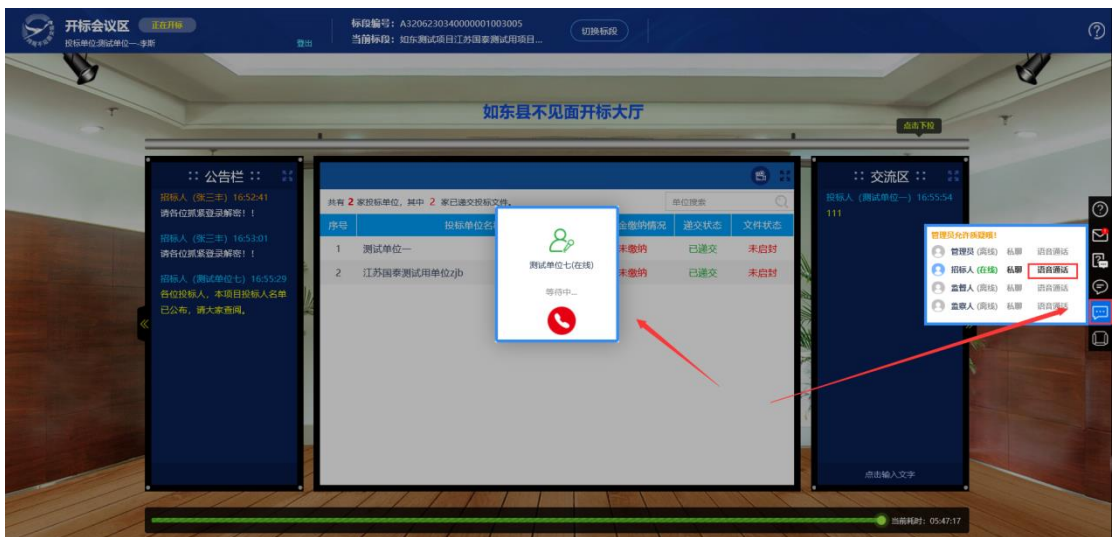 开标会议区 正在开标
投标单位:测试单位一-李斯
登出
标段编号：A3206230340000001003005
当前标段：如东测试项目江苏国泰测试用项目...
切换标段
如东县不见面开标大厅
点击下拉
:: 公告栏 ::
招标人（张三丰）16:52:41
请各位抓紧登录解密！！
招标人（张三丰）16:53:01
请各位抓紧登录解密！！
招标人（测试单位七）16:55:29
各位投标人，本项目投标人名单
已公布，请大家查阅。
共有 2 家投标单位，其中 2 家已递交投标文件。
单位搜索
序号 投标单位名 金缴纳情况 递交状态 文件状态
1 测试单位一 未缴纳 已递交 未启封
2 江苏国泰测试用单位zjb 未缴纳 已递交 未启封
测试单位七(在线)
等待中...
:: 交流区 ::
投标人（测试单位一）16:55:54
111
点击输入文字
管理员允许质疑哦！
管理员 (离线) 私聊 语音通话
招标人 (在线) 私聊 语音通话
监督人 (离线) 私聊 语音通话
监察人 (离线) 私聊 语音通话
当前耗时：05:47:17